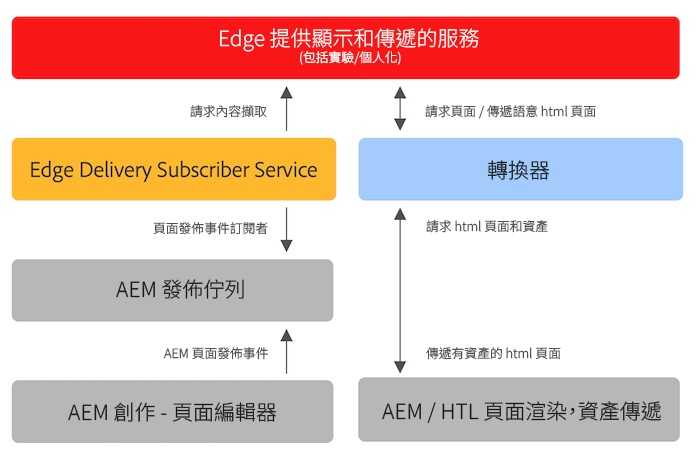 Edge 提供顯示和傳遞的服務
(包括實驗/個人化)
請求內容擷取
請求頁面 / 傳遞語意 html 頁面
Edge Delivery Subscriber Service
轉換器
頁面發佈事件訂閱者
請求 html 頁面和資產
AEM 發佈佇列
AEM 頁面發佈事件
傳遞有資產的 html 頁面
AEM 創作 - 頁面編輯器
AEM / HTL 頁面渲染，資產傳遞